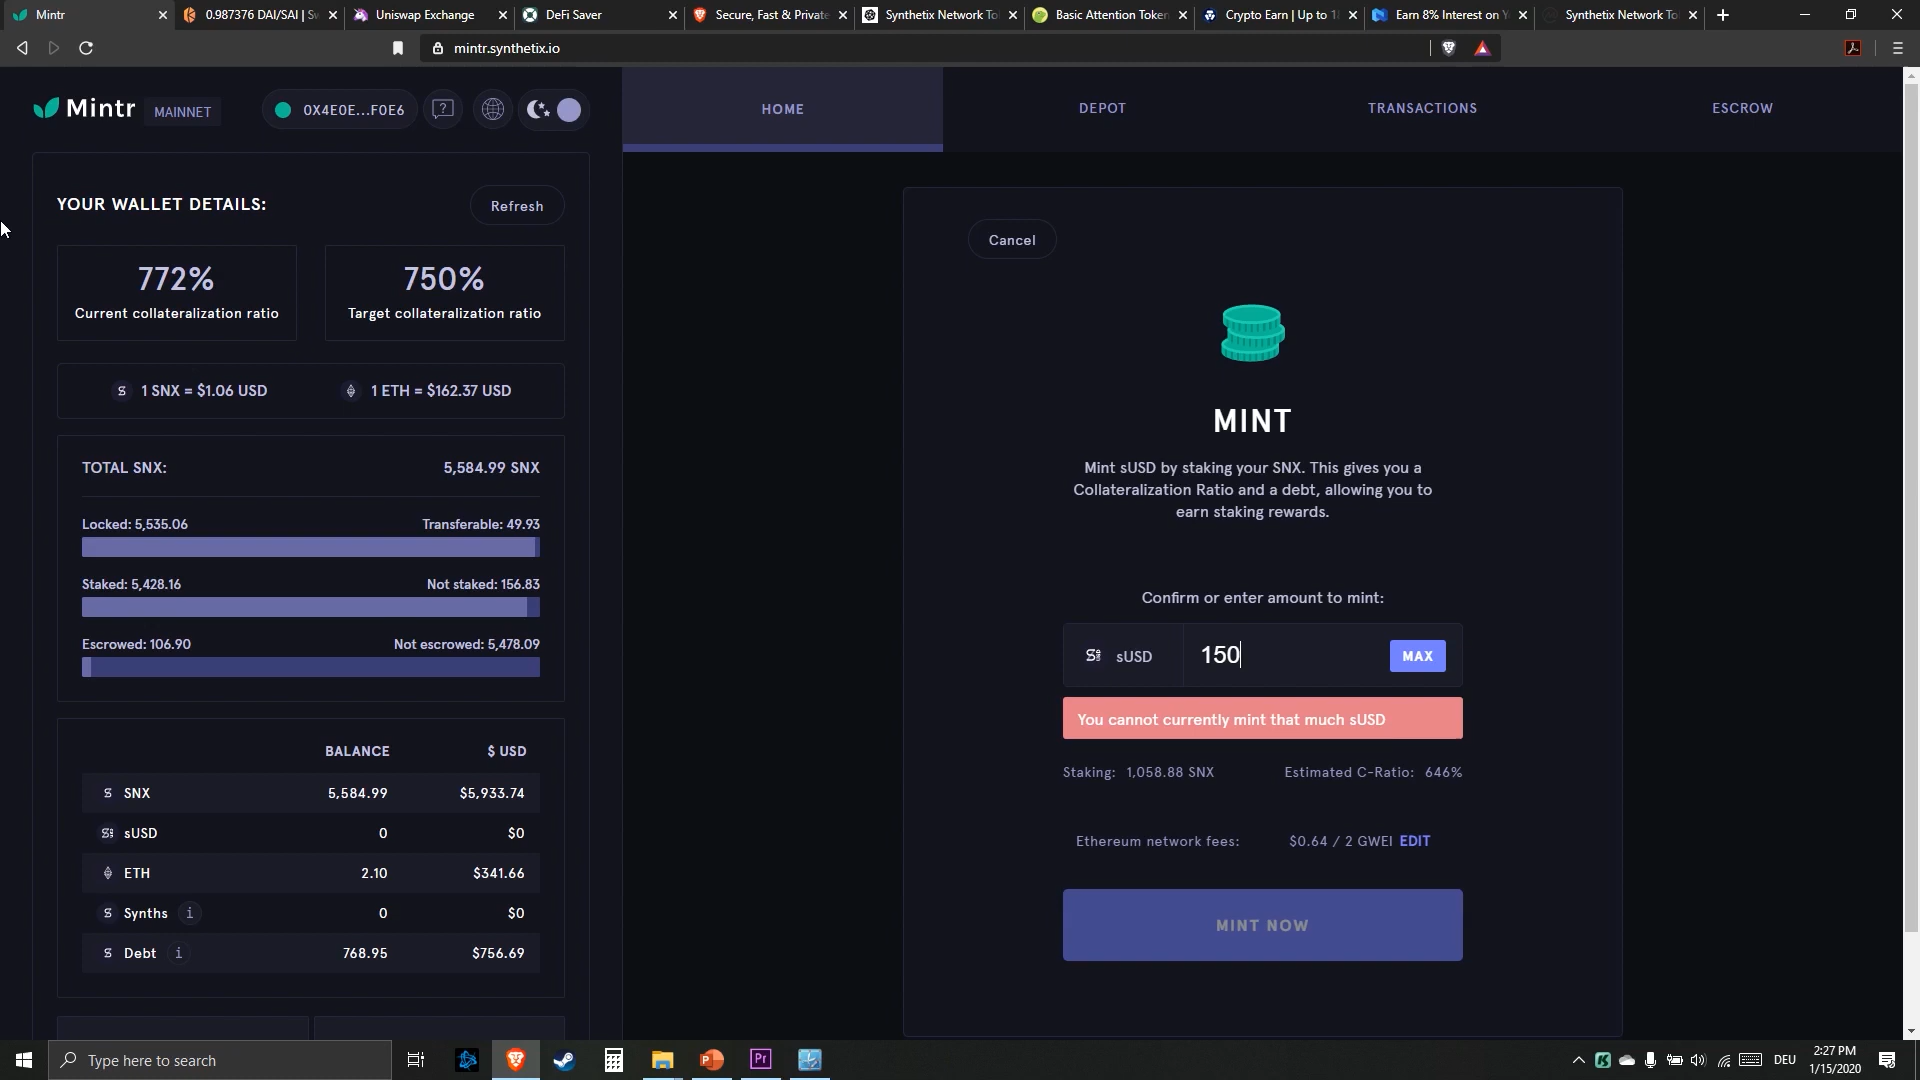 Mintr
0.987376 DAI/SAI | Sw
Uniswap Exchange
DeFi Saver
Secure, Fast & Private
Synthetix Network To
Basic Attention Token
Crypto Earn | Up to 1
Earn 8% Interest on Y
Synthetix Network To
mintr.synthetix.io
Mintr MAINNET
0X4E0E...F0E6
HOME
DEPOT
TRANSACTIONS
ESCROW
YOUR WALLET DETAILS:
Refresh
772%
Current collateralization ratio
750%
Target collateralization ratio
1 SNX = $1.06 USD
1 ETH = $162.37 USD
TOTAL SNX: 5,584.99 SNX
Locked: 5,535.06 Transferable: 49.93
Staked: 5,428.16 Not staked: 156.83
Escrowed: 106.90 Not escrowed: 5,478.09
BALANCE $ USD
SNX 5,584.99 $5,933.74
sUSD 0 $0
ETH 2.10 $341.66
Synths i 0 $0
Debt i 768.95 $756.69
Cancel
MINT
Mint sUSD by staking your SNX. This gives you a
Collateralization Ratio and a debt, allowing you to
earn staking rewards.
Confirm or enter amount to mint:
sUSD 150 MAX
You cannot currently mint that much sUSD
Staking: 1,058.88 SNX Estimated C-Ratio: 646%
Ethereum network fees: $0.64 / 2 GWEI EDIT
MINT NOW
Type here to search
DEU
2:27 PM
1/15/2020